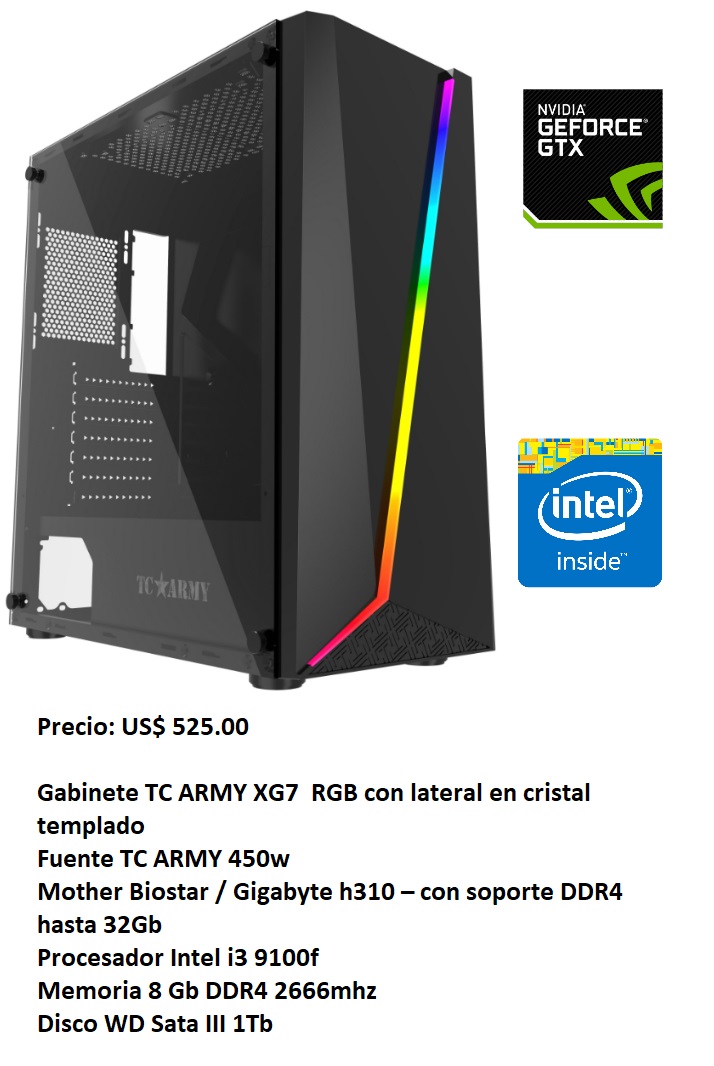 NVIDIA®
GEFORCE®
GTX
intel®
inside™
TC★ARMY
Precio: US$ 525.00
Gabinete TC ARMY XG7  RGB con lateral en cristal
templado
Fuente TC ARMY 450w
Mother Biostar / Gigabyte h310 – con soporte DDR4
hasta 32Gb
Procesador Intel i3 9100f
Memoria 8 Gb DDR4 2666mhz
Disco WD Sata III 1Tb